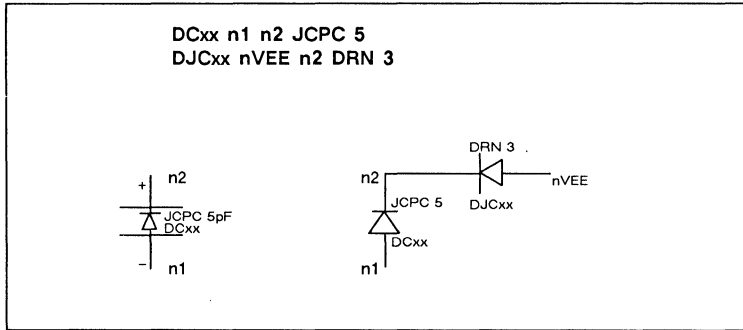 DCxx n1 n2 JCPC 5
DJCxx nVEE n2 DRN 3
+
n2
JCPC 5pF
DCxx
–
n1
DRN 3
n2
nVEE
JCPC 5
DJCxx
DCxx
n1